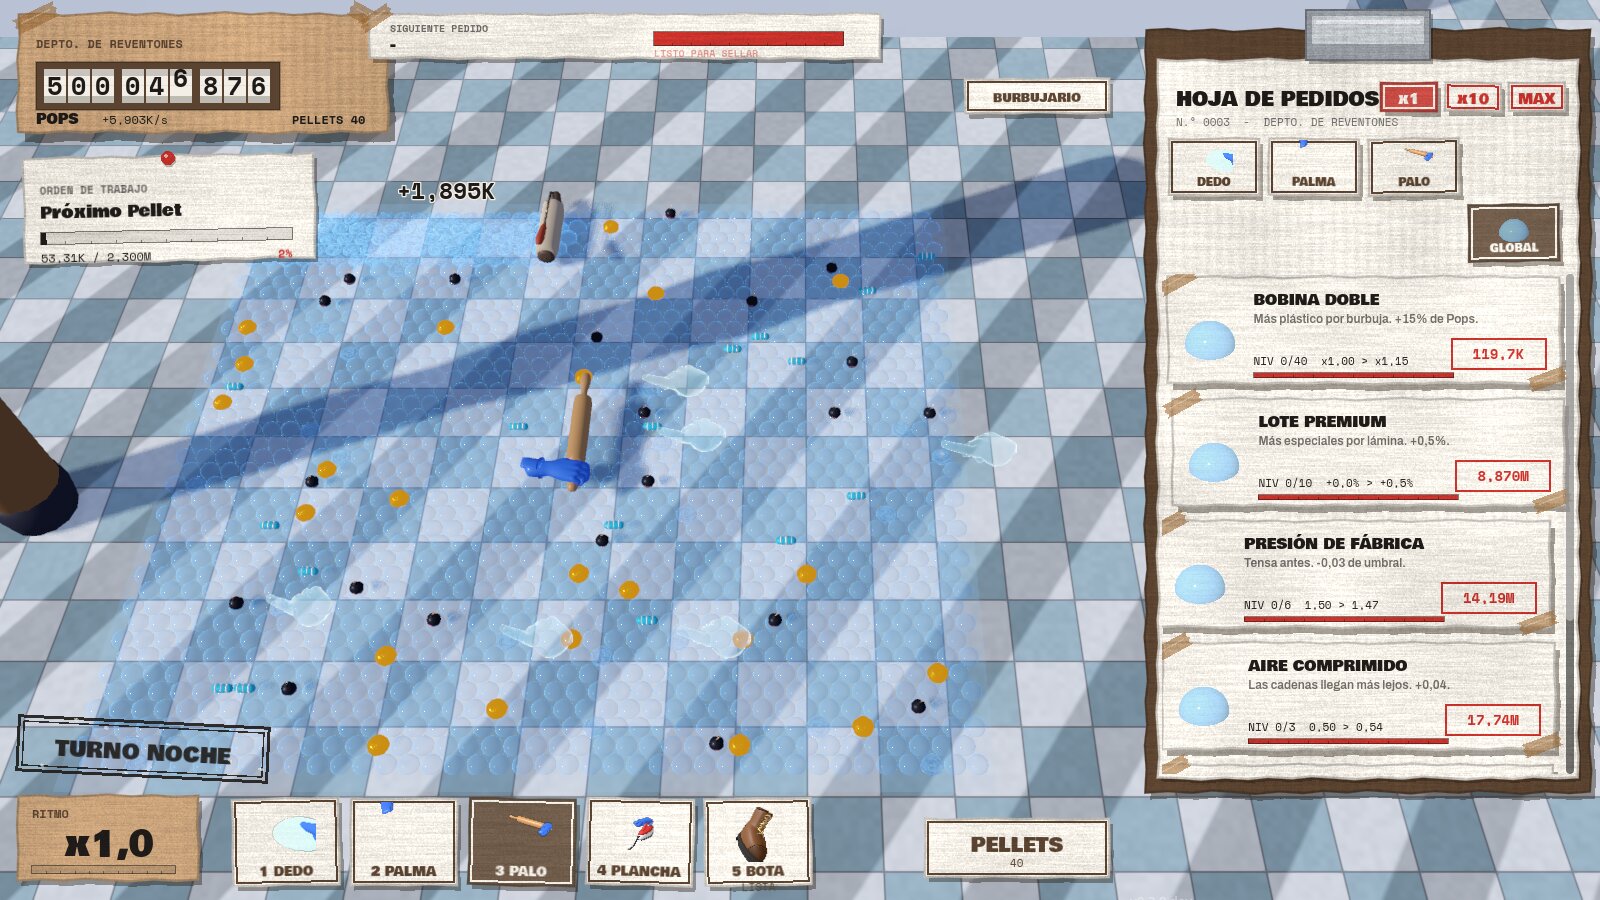 DEPTO. DE REVENTONES
500 046 876
POPS +5,903K/s PELLETS 40
SIGUIENTE PEDIDO
-
LISTO PARA SELLAR
BURBUJARIO
ORDEN DE TRABAJO
Próximo Pellet
53,31K / 2,300M 2%
+1,895K
HOJA DE PEDIDOS x1 x10 MAX
N.° 0003 - DEPTO. DE REVENTONES
DEDO PALMA PALO
GLOBAL
BOBINA DOBLE
Más plástico por burbuja. +15% de Pops.
NIV 0/40 x1,00 > x1,15 119,7K
LOTE PREMIUM
Más especiales por lámina. +0,5%.
NIV 0/10 +0,0% > +0,5% 8,870M
PRESIÓN DE FÁBRICA
Tensa antes. -0,03 de umbral.
NIV 0/6 1,50 > 1,47 14,19M
AIRE COMPRIMIDO
Las cadenas llegan más lejos. +0,04.
NIV 0/3 0,50 > 0,54 17,74M
TURNO NOCHE
RITMO
x1,0
1 DEDO 2 PALMA 3 PALO 4 PLANCHA 5 BOTA
LISTA
PELLETS
40